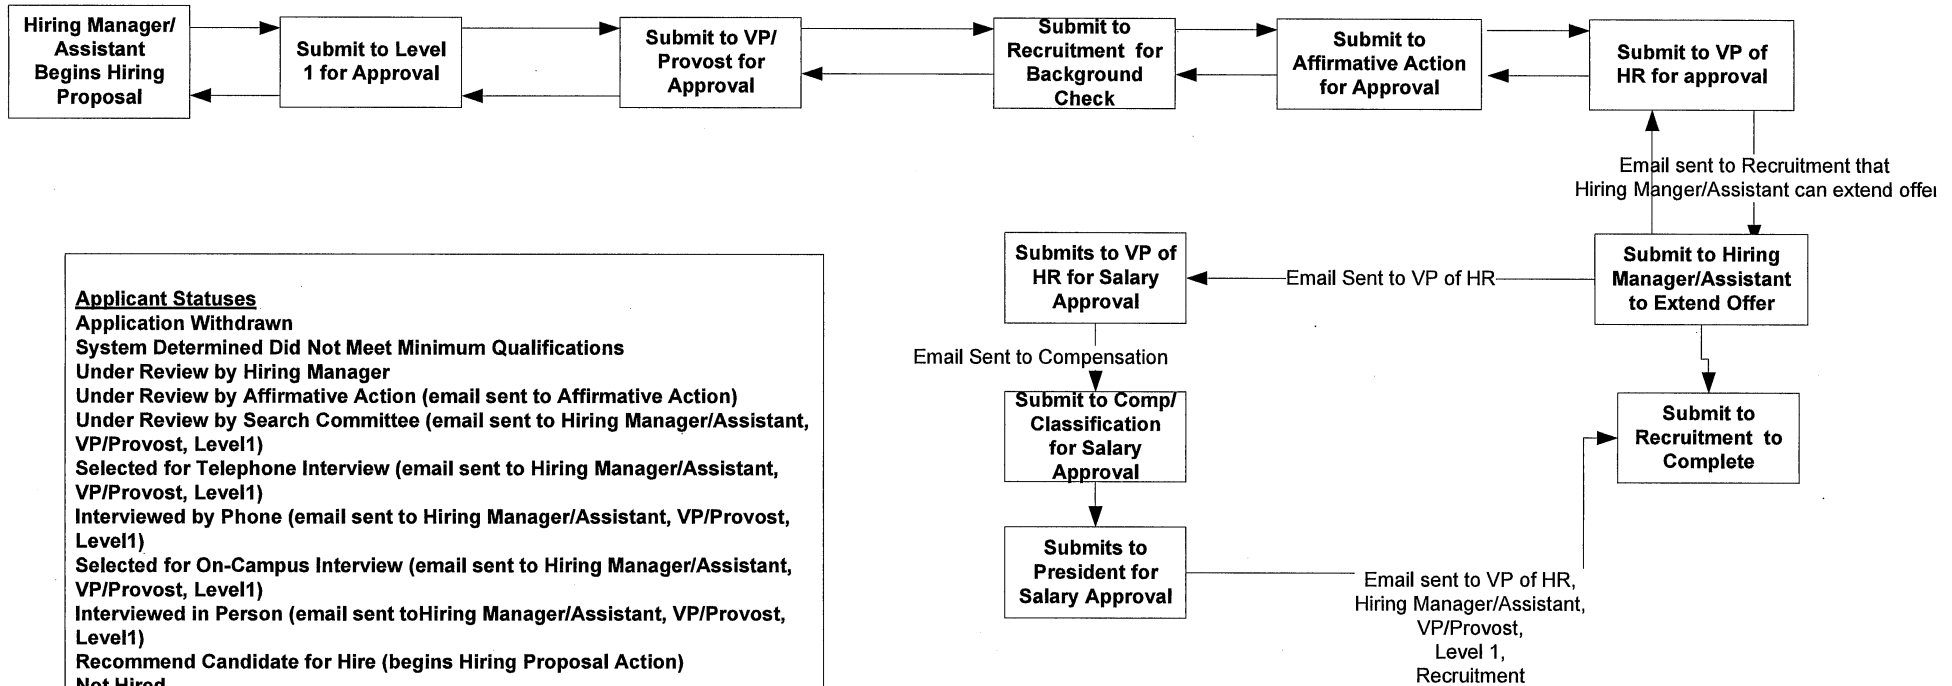 Hiring Manager/
Assistant
Begins Hiring
Proposal
Submit to Level
1 for Approval
Submit to VP/
Provost for
Approval
Submit to
Recruitment for
Background
Check
Submit to
Affirmative Action
for Approval
Submit to VP of
HR for approval
Email sent to Recruitment that
Hiring Manger/Assistant can extend offer
Submits to VP of
HR for Salary
Approval
Email Sent to VP of HR
Submit to Hiring
Manager/Assistant
to Extend Offer
Email Sent to Compensation
Submit to Comp/
Classification
for Salary
Approval
Submit to
Recruitment to
Complete
Submits to
President for
Salary Approval
Email sent to VP of HR,
Hiring Manager/Assistant,
VP/Provost,
Level 1,
Recruitment
Applicant Statuses
Application Withdrawn
System Determined Did Not Meet Minimum Qualifications
Under Review by Hiring Manager
Under Review by Affirmative Action (email sent to Affirmative Action)
Under Review by Search Committee (email sent to Hiring Manager/Assistant,
VP/Provost, Level1)
Selected for Telephone Interview (email sent to Hiring Manager/Assistant,
VP/Provost, Level1)
Interviewed by Phone (email sent to Hiring Manager/Assistant, VP/Provost,
Level1)
Selected for On-Campus Interview (email sent to Hiring Manager/Assistant,
VP/Provost, Level1)
Interviewed in Person (email sent toHiring Manager/Assistant, VP/Provost,
Level1)
Recommend Candidate for Hire (begins Hiring Proposal Action)
Not Hired